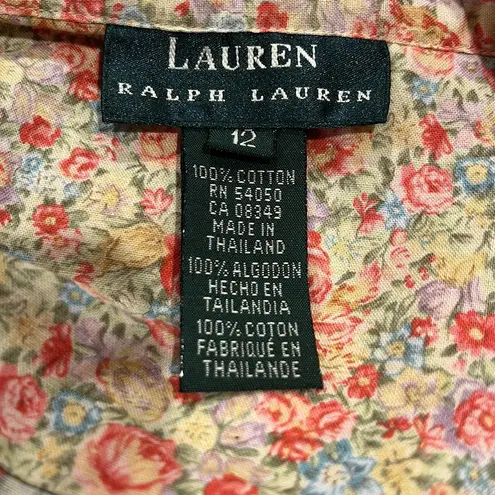 LAUREN
RALPH LAUREN
12
100% COTTON
RN 54050
CA 08349
MADE IN
THAILAND
100% ALGODON
HECHO EN
TAILANDIA
100% COTON
FABRIQUÉ EN
THAILANDE